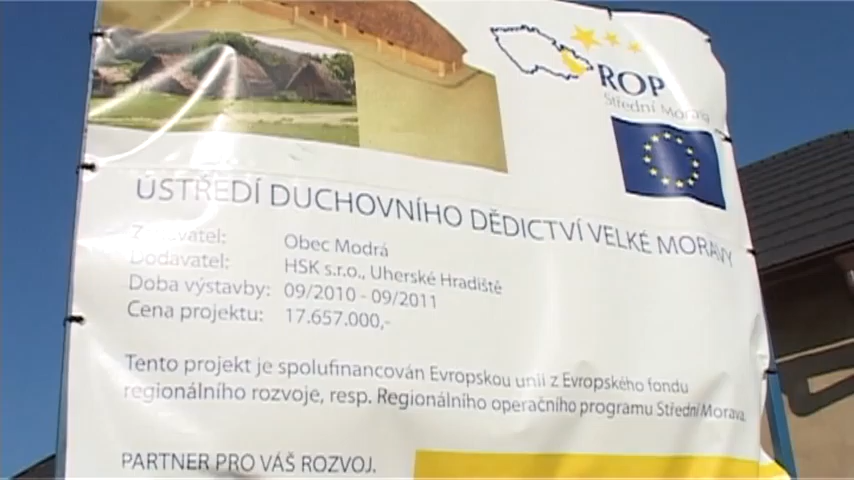 ROP
Střední Morava
ÚSTŘEDÍ DUCHOVNÍHO DĚDICTVÍ VELKÉ MORAVY
Zadavatel: Obec Modrá
Dodavatel: HSK s.r.o., Uherské Hradiště
Doba výstavby: 09/2010 - 09/2011
Cena projektu: 17.657.000,-
Tento projekt je spolufinancován Evropskou unií z Evropského fondu
regionálního rozvoje, resp. Regionálního operačního programu Střední Morava
PARTNER PRO VÁŠ ROZVOJ.